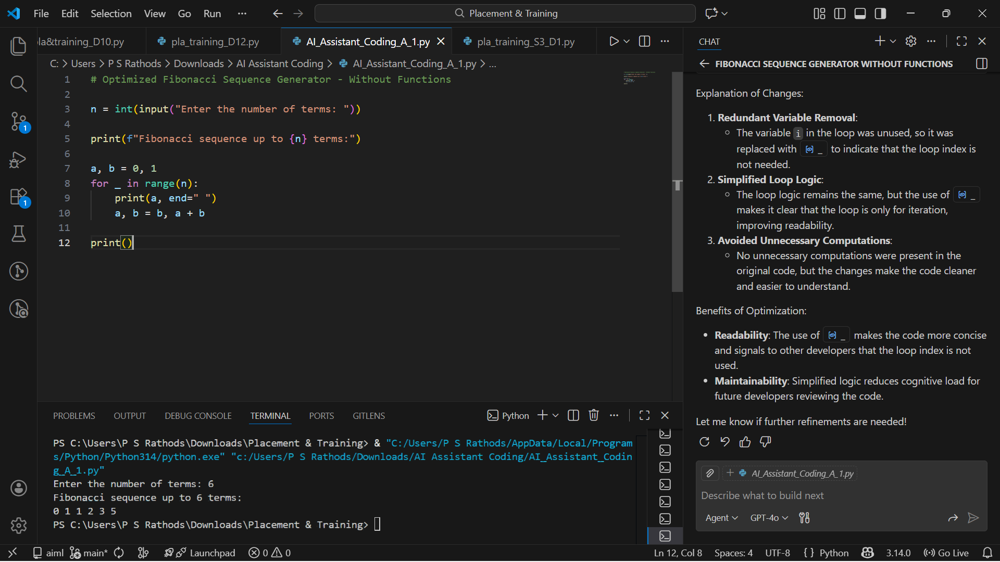 File Edit Selection View Go Run ...
Placement & Training
la&training_D10.py
pla_training_D12.py
AI_Assistant_Coding_A_1.py
pla_training_S3_D1.py
C: > Users > P S Rathods > Downloads > AI Assistant Coding > AI_Assistant_Coding_A_1.py > ...
1 # Optimized Fibonacci Sequence Generator - Without Functions
2
3 n = int(input("Enter the number of terms: "))
4
5 print(f"Fibonacci sequence up to {n} terms:")
6
7 a, b = 0, 1
8 for _ in range(n):
9     print(a, end=" ")
10     a, b = b, a + b
11
12 print()
1
1
PROBLEMS OUTPUT DEBUG CONSOLE TERMINAL PORTS GITLENS
Python
PS C:\Users\P S Rathods\Downloads\Placement & Training> & "C:/Users/P S Rathods/AppData/Local/Program
s/Python/Python314/python.exe" "c:/Users/P S Rathods/Downloads/AI Assistant Coding/AI_Assistant_Codin
g_A_1.py"
Enter the number of terms: 6
Fibonacci sequence up to 6 terms:
0 1 1 2 3 5
PS C:\Users\P S Rathods\Downloads\Placement & Training>
CHAT
FIBONACCI SEQUENCE GENERATOR WITHOUT FUNCTIONS
Explanation of Changes:
1. Redundant Variable Removal:
The variable i in the loop was unused, so it was
replaced with _ to indicate that the loop index is
not needed.
2. Simplified Loop Logic:
The loop logic remains the same, but the use of _
makes it clear that the loop is only for iteration,
improving readability.
3. Avoided Unnecessary Computations:
No unnecessary computations were present in the
original code, but the changes make the code cleaner
and easier to understand.
Benefits of Optimization:
• Readability: The use of _ makes the code more concise
and signals to other developers that the loop index is not
used.
• Maintainability: Simplified logic reduces cognitive load for
future developers reviewing the code.
Let me know if further refinements are needed!
AI_Assistant_Coding_A_1.py
Describe what to build next
Agent GPT-4o
aiml main* Launchpad 0 0
Ln 12, Col 8 Spaces: 4 UTF-8 { } Python 3.14.0 Go Live